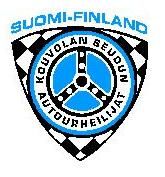 SUOMI-FINLAND
KOUVOLAN SEUDUN
AUTOURHEILIJAT